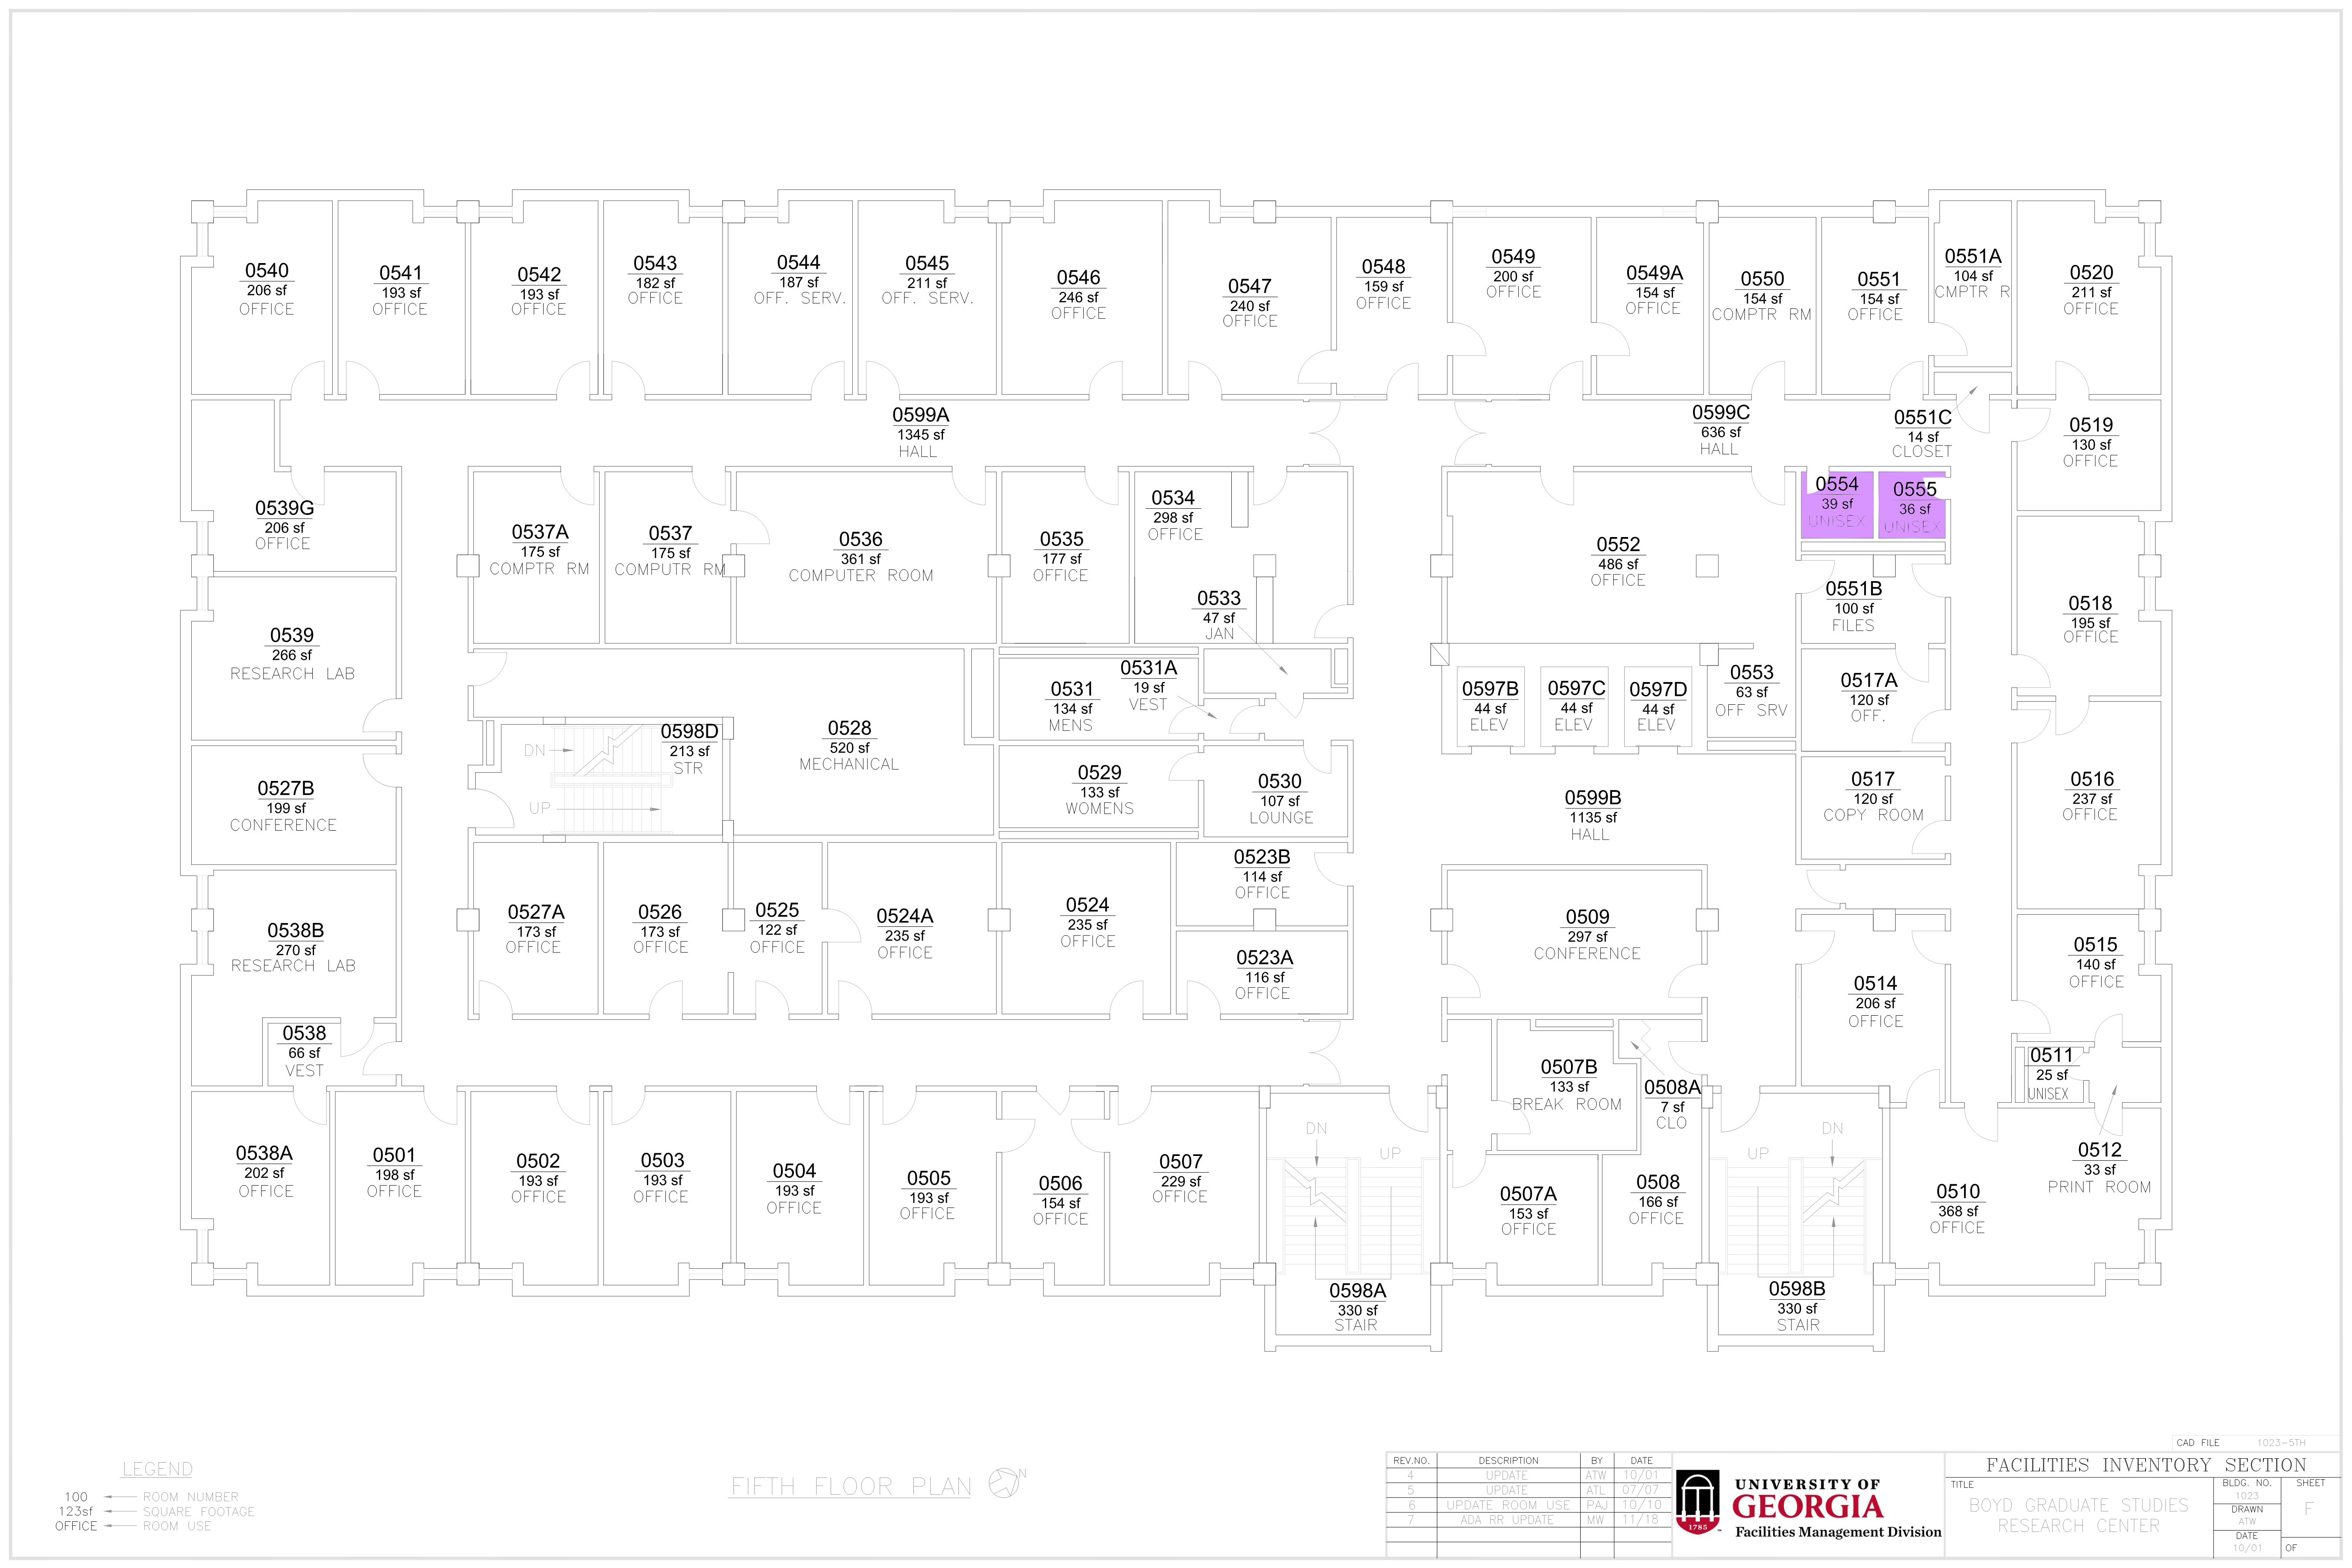 0540
206 sf
OFFICE
0541
193 sf
OFFICE
0542
193 sf
OFFICE
0543
182 sf
OFFICE
0544
187 sf
OFF. SERV.
0545
211 sf
OFF. SERV.
0546
246 sf
OFFICE
0547
240 sf
OFFICE
0548
159 sf
OFFICE
0549
200 sf
OFFICE
0549A
154 sf
OFFICE
0550
154 sf
COMPTR RM
0551
154 sf
OFFICE
0551A
104 sf
CMPTR R
0520
211 sf
OFFICE
0599A
1345 sf
HALL
0599C
636 sf
HALL
0551C
14 sf
CLOSET
0519
130 sf
OFFICE
0539G
206 sf
OFFICE
0537A
175 sf
COMPTR RM
0537
175 sf
COMPUTR RM
0536
361 sf
COMPUTER ROOM
0535
177 sf
OFFICE
0534
298 sf
OFFICE
0533
47 sf
JAN
0552
486 sf
OFFICE
0554
39 sf
UNISEX
0555
36 sf
UNISEX
0551B
100 sf
FILES
0518
195 sf
OFFICE
0539
266 sf
RESEARCH LAB
0598D
213 sf
STR
DN
UP
0528
520 sf
MECHANICAL
0531
134 sf
MENS
0531A
19 sf
VEST
0597B
44 sf
ELEV
0597C
44 sf
ELEV
0597D
44 sf
ELEV
0553
63 sf
OFF SRV
0517A
120 sf
OFF.
0527B
199 sf
CONFERENCE
0529
133 sf
WOMENS
0530
107 sf
LOUNGE
0599B
1135 sf
HALL
0517
120 sf
COPY ROOM
0516
237 sf
OFFICE
0538B
270 sf
RESEARCH LAB
0527A
173 sf
OFFICE
0526
173 sf
OFFICE
0525
122 sf
OFFICE
0524A
235 sf
OFFICE
0524
235 sf
OFFICE
0523B
114 sf
OFFICE
0523A
116 sf
OFFICE
0509
297 sf
CONFERENCE
0514
206 sf
OFFICE
0515
140 sf
OFFICE
0538
66 sf
VEST
0507B
133 sf
BREAK ROOM
0508A
7 sf
CLO
0511
25 sf
UNISEX
0512
33 sf
PRINT ROOM
0538A
202 sf
OFFICE
0501
198 sf
OFFICE
0502
193 sf
OFFICE
0503
193 sf
OFFICE
0504
193 sf
OFFICE
0505
193 sf
OFFICE
0506
154 sf
OFFICE
0507
229 sf
OFFICE
DN
UP
0598A
330 sf
STAIR
0507A
153 sf
OFFICE
0508
166 sf
OFFICE
UP
DN
0598B
330 sf
STAIR
0510
368 sf
OFFICE
LEGEND
100 ROOM NUMBER
123sf SQUARE FOOTAGE
OFFICE ROOM USE
FIFTH FLOOR PLAN N
CAD FILE 1023-5TH
REV.NO. DESCRIPTION BY DATE
4 UPDATE ATW 10/01
5 UPDATE ATL 07/07
6 UPDATE ROOM USE PAJ 10/10
7 ADA RR UPDATE MW 11/18
1785
UNIVERSITY OF
GEORGIA
Facilities Management Division
FACILITIES INVENTORY SECTION
TITLE
BOYD GRADUATE STUDIES
RESEARCH CENTER
BLDG. NO.
1023
DRAWN
ATW
DATE
10/01
SHEET
F
OF